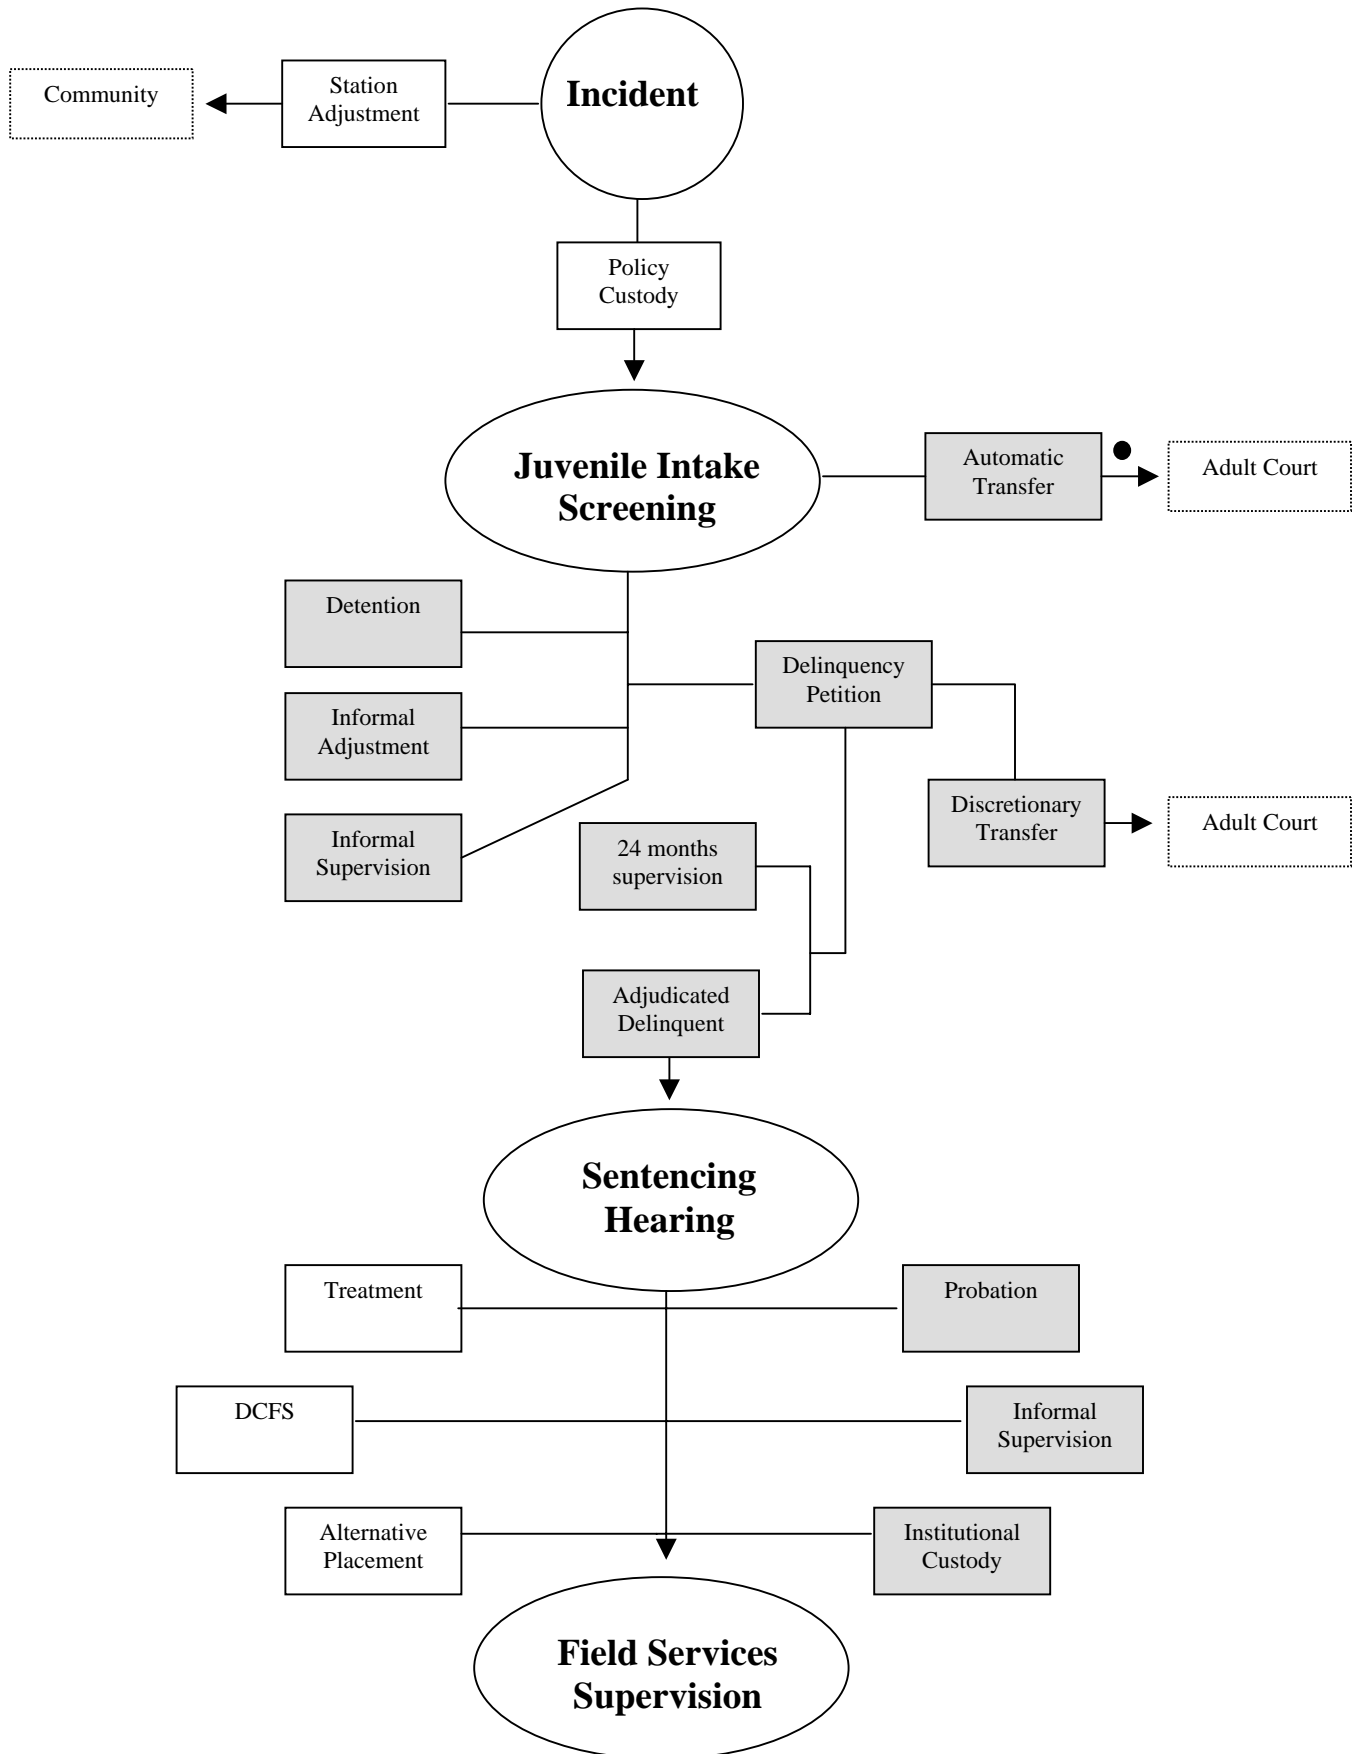 Incident
Station
Adjustment
Community
Policy
Custody
Juvenile Intake
Screening
Automatic
Transfer
Adult Court
Detention
Delinquency
Petition
Informal
Adjustment
Discretionary
Transfer
Adult Court
Informal
Supervision
24 months
supervision
Adjudicated
Delinquent
Sentencing
Hearing
Treatment
Probation
DCFS
Informal
Supervision
Alternative
Placement
Institutional
Custody
Field Services
Supervision